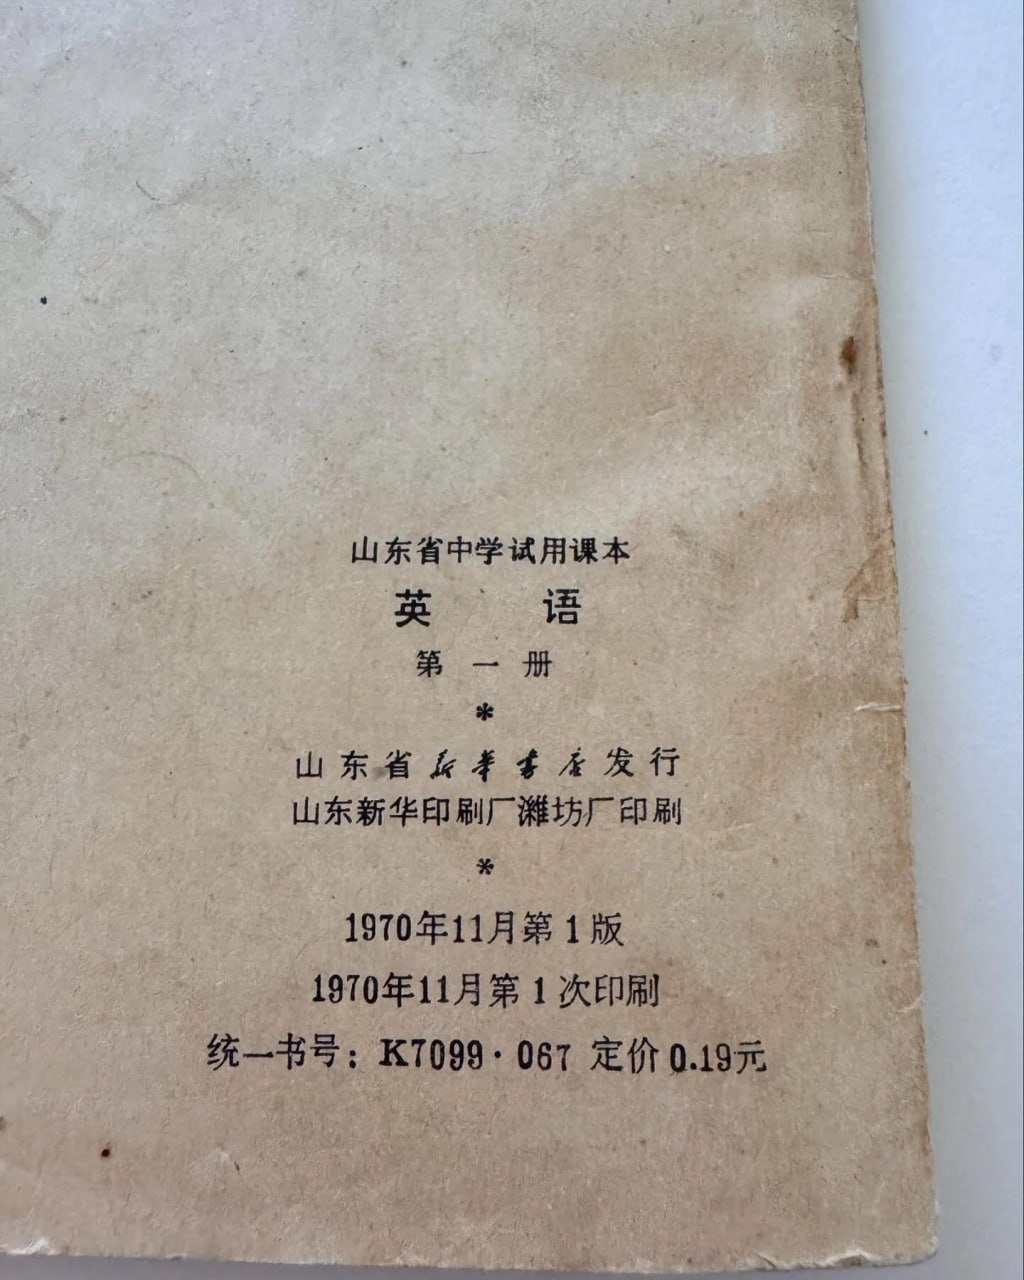 山东省中学试用课本
英 语
第一册
*
山东省新华书店发行
山东新华印刷厂潍坊厂印刷
*
1970年11月第1版
1970年11月第1次印刷
统一书号：K7099·067 定价0.19元